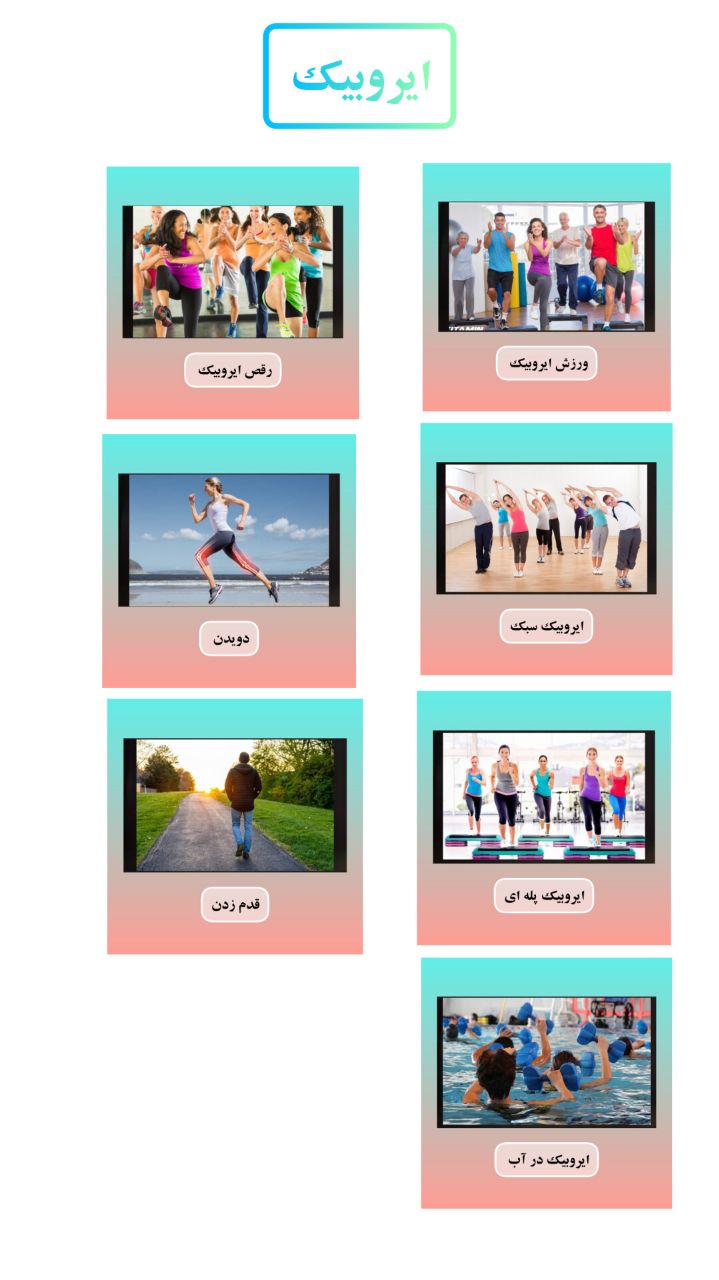 ایروبیک
ورزش ایروبیک
رقص ایروبیک
ایروبیک سبک
دویدن
ایروبیک پله ای
قدم زدن
ایروبیک در آب